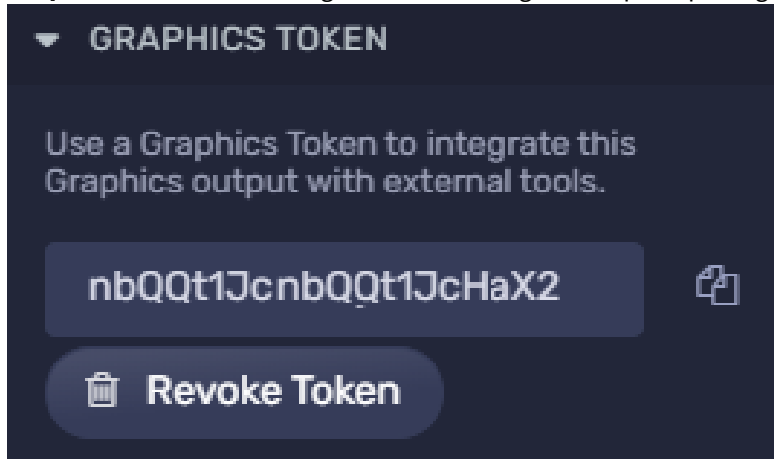 GRAPHICS TOKEN
Use a Graphics Token to integrate this
Graphics output with external tools.
nbQQt1JcnbQQt1JcHaX2
Revoke Token